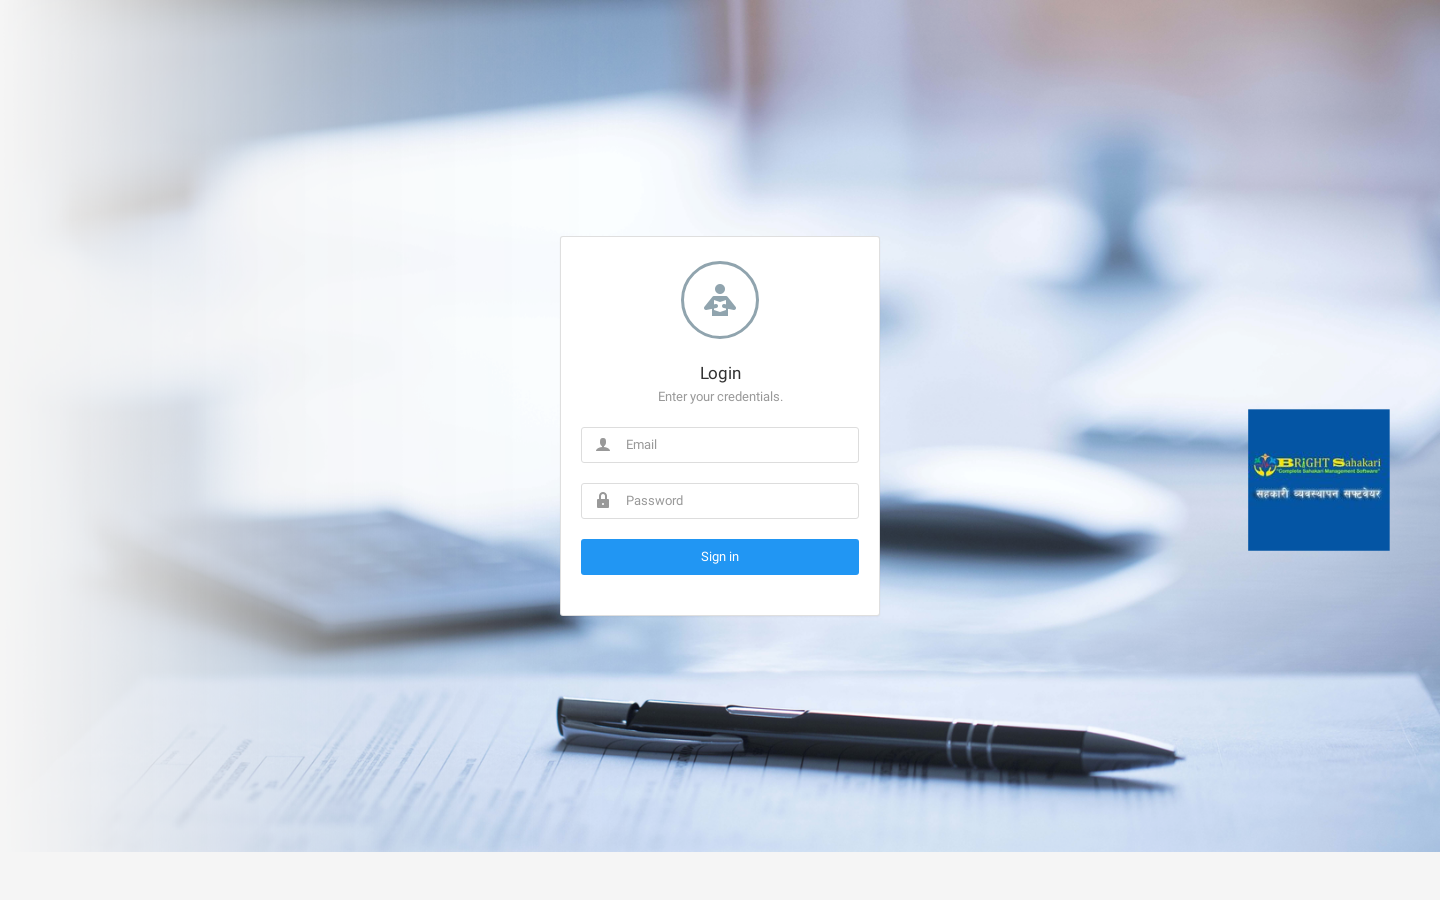 Login
Enter your credentials.
Email
Password
Sign in
BRiGHT Sahakari
"Complete Sahakari Management Software"
सहकारी व्यवस्थापन सफ्टवेयर